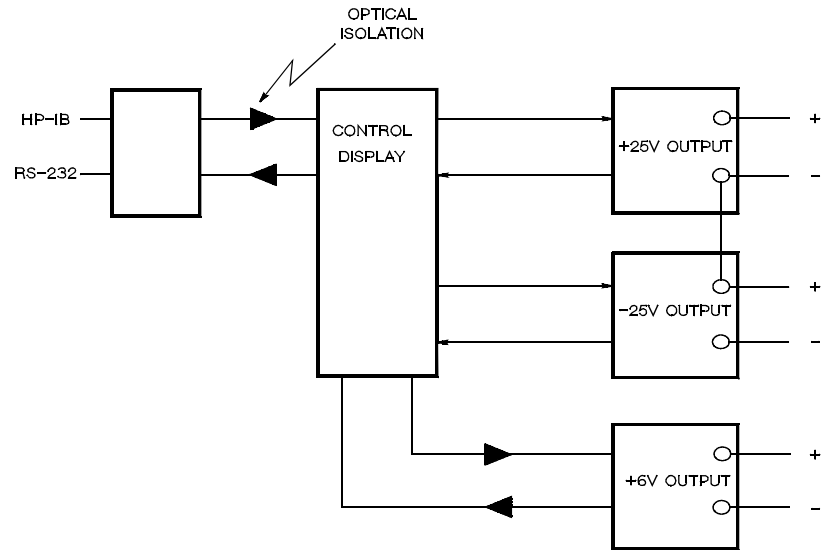 OPTICAL
ISOLATION
HP-IB
RS-232
CONTROL
DISPLAY
+25V OUTPUT
+
-
-25V OUTPUT
+
-
+6V OUTPUT
+
-